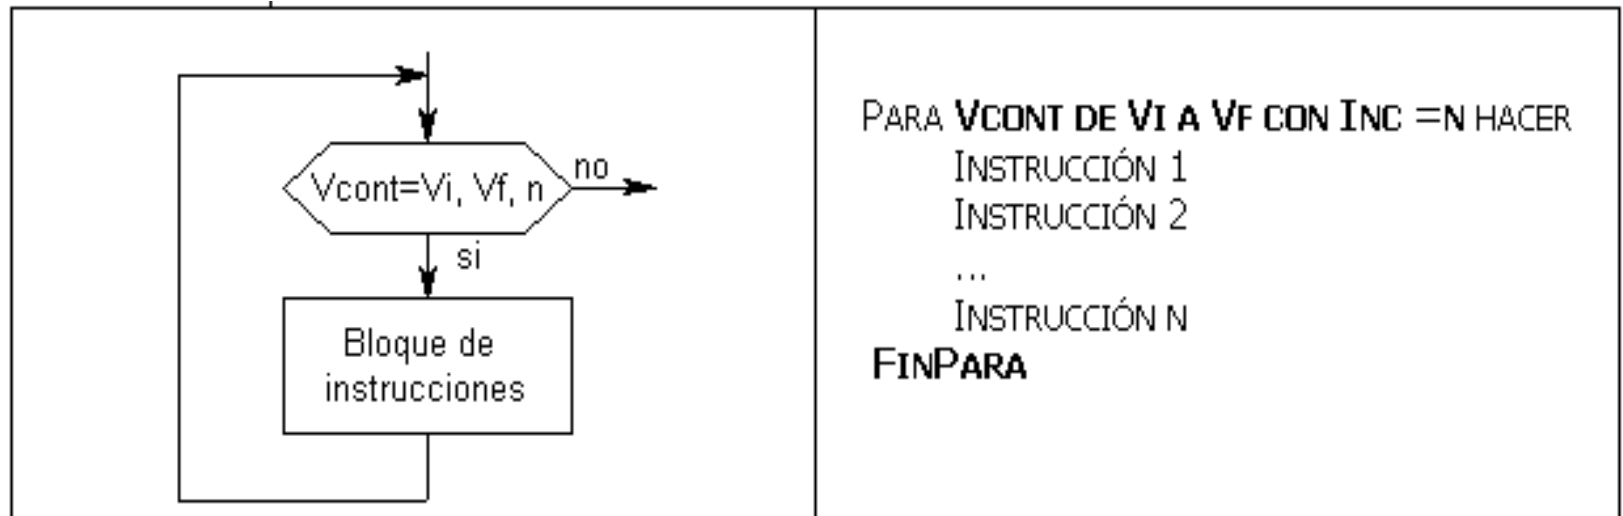 Vcont=Vi, Vf, n
no
si
Bloque de
instrucciones
PARA VCONT DE VI A VF CON INC =N HACER
INSTRUCCIÓN 1
INSTRUCCIÓN 2
...
INSTRUCCIÓN N
FINPARA